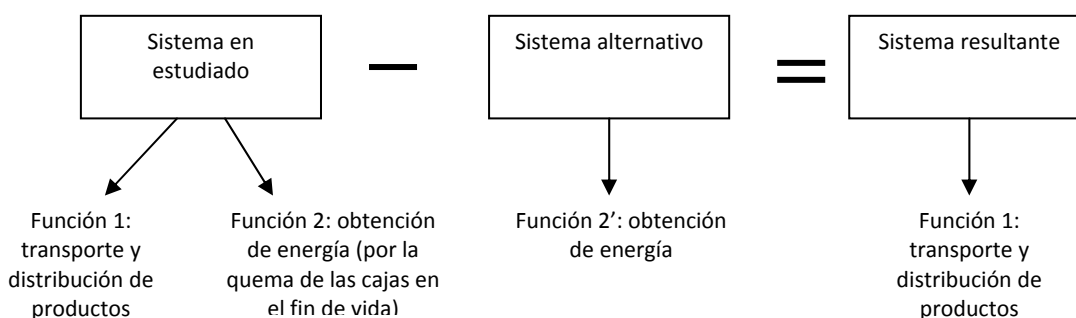 Sistema en
estudiado
Sistema alternativo
Sistema resultante
Función 1:
transporte y
distribución de
productos
Función 2: obtención
de energía (por la
quema de las cajas en
el fin de vida)
Función 2’: obtención
de energía
Función 1:
transporte y
distribución de
productos